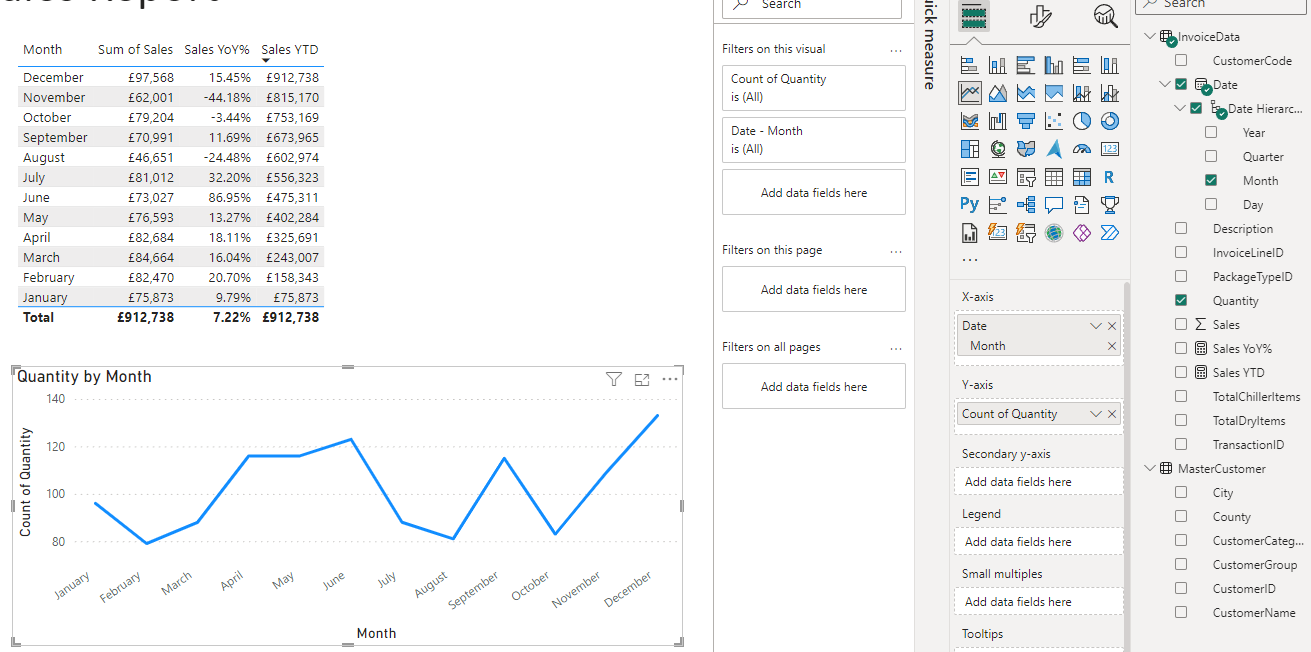 Sales Report
Month Sum of Sales Sales YoY% Sales YTD
December £97,568 15.45% £912,738
November £62,001 -44.18% £815,170
October £79,204 -3.44% £753,169
September £70,991 11.69% £673,965
August £46,651 -24.48% £602,974
July £81,012 32.20% £556,323
June £73,027 86.95% £475,311
May £76,593 13.27% £402,284
April £82,684 18.11% £325,691
March £84,664 16.04% £243,007
February £82,470 20.70% £158,343
January £75,873 9.79% £75,873
Total £912,738 7.22% £912,738
Quantity by Month
140
120
100
80
Count of Quantity
January February March April May June July August September October November December
Month
Search
Filters on this visual ...
Count of Quantity
is (All)
Date - Month
is (All)
Add data fields here
Filters on this page ...
Add data fields here
Filters on all pages ...
Add data fields here
uick measure
123
R
Py
123
...
X-axis
Date
Month
Y-axis
Count of Quantity
Secondary y-axis
Add data fields here
Legend
Add data fields here
Small multiples
Add data fields here
Tooltips
Search
InvoiceData
CustomerCode
Date
Date Hierarc...
Year
Quarter
Month
Day
Description
InvoiceLineID
PackageTypeID
Quantity
Sales
Sales YoY%
Sales YTD
TotalChillerItems
TotalDryItems
TransactionID
MasterCustomer
City
County
CustomerCateg...
CustomerGroup
CustomerID
CustomerName